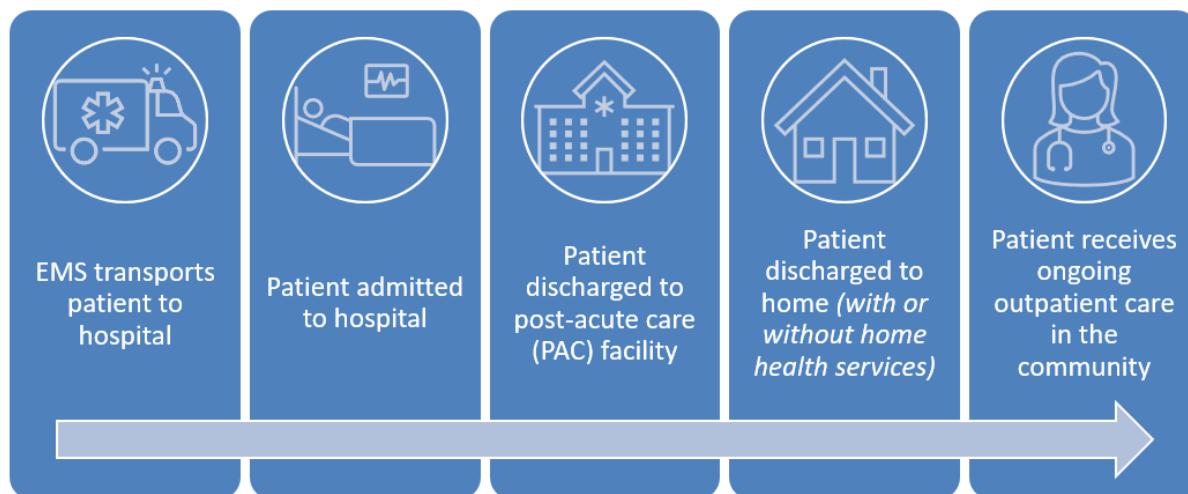 EMS transports
patient to
hospital
Patient admitted
to hospital
Patient
discharged to
post-acute care
(PAC) facility
Patient
discharged to
home (with or
without home
health services)
Patient receives
ongoing
outpatient care
in the
community